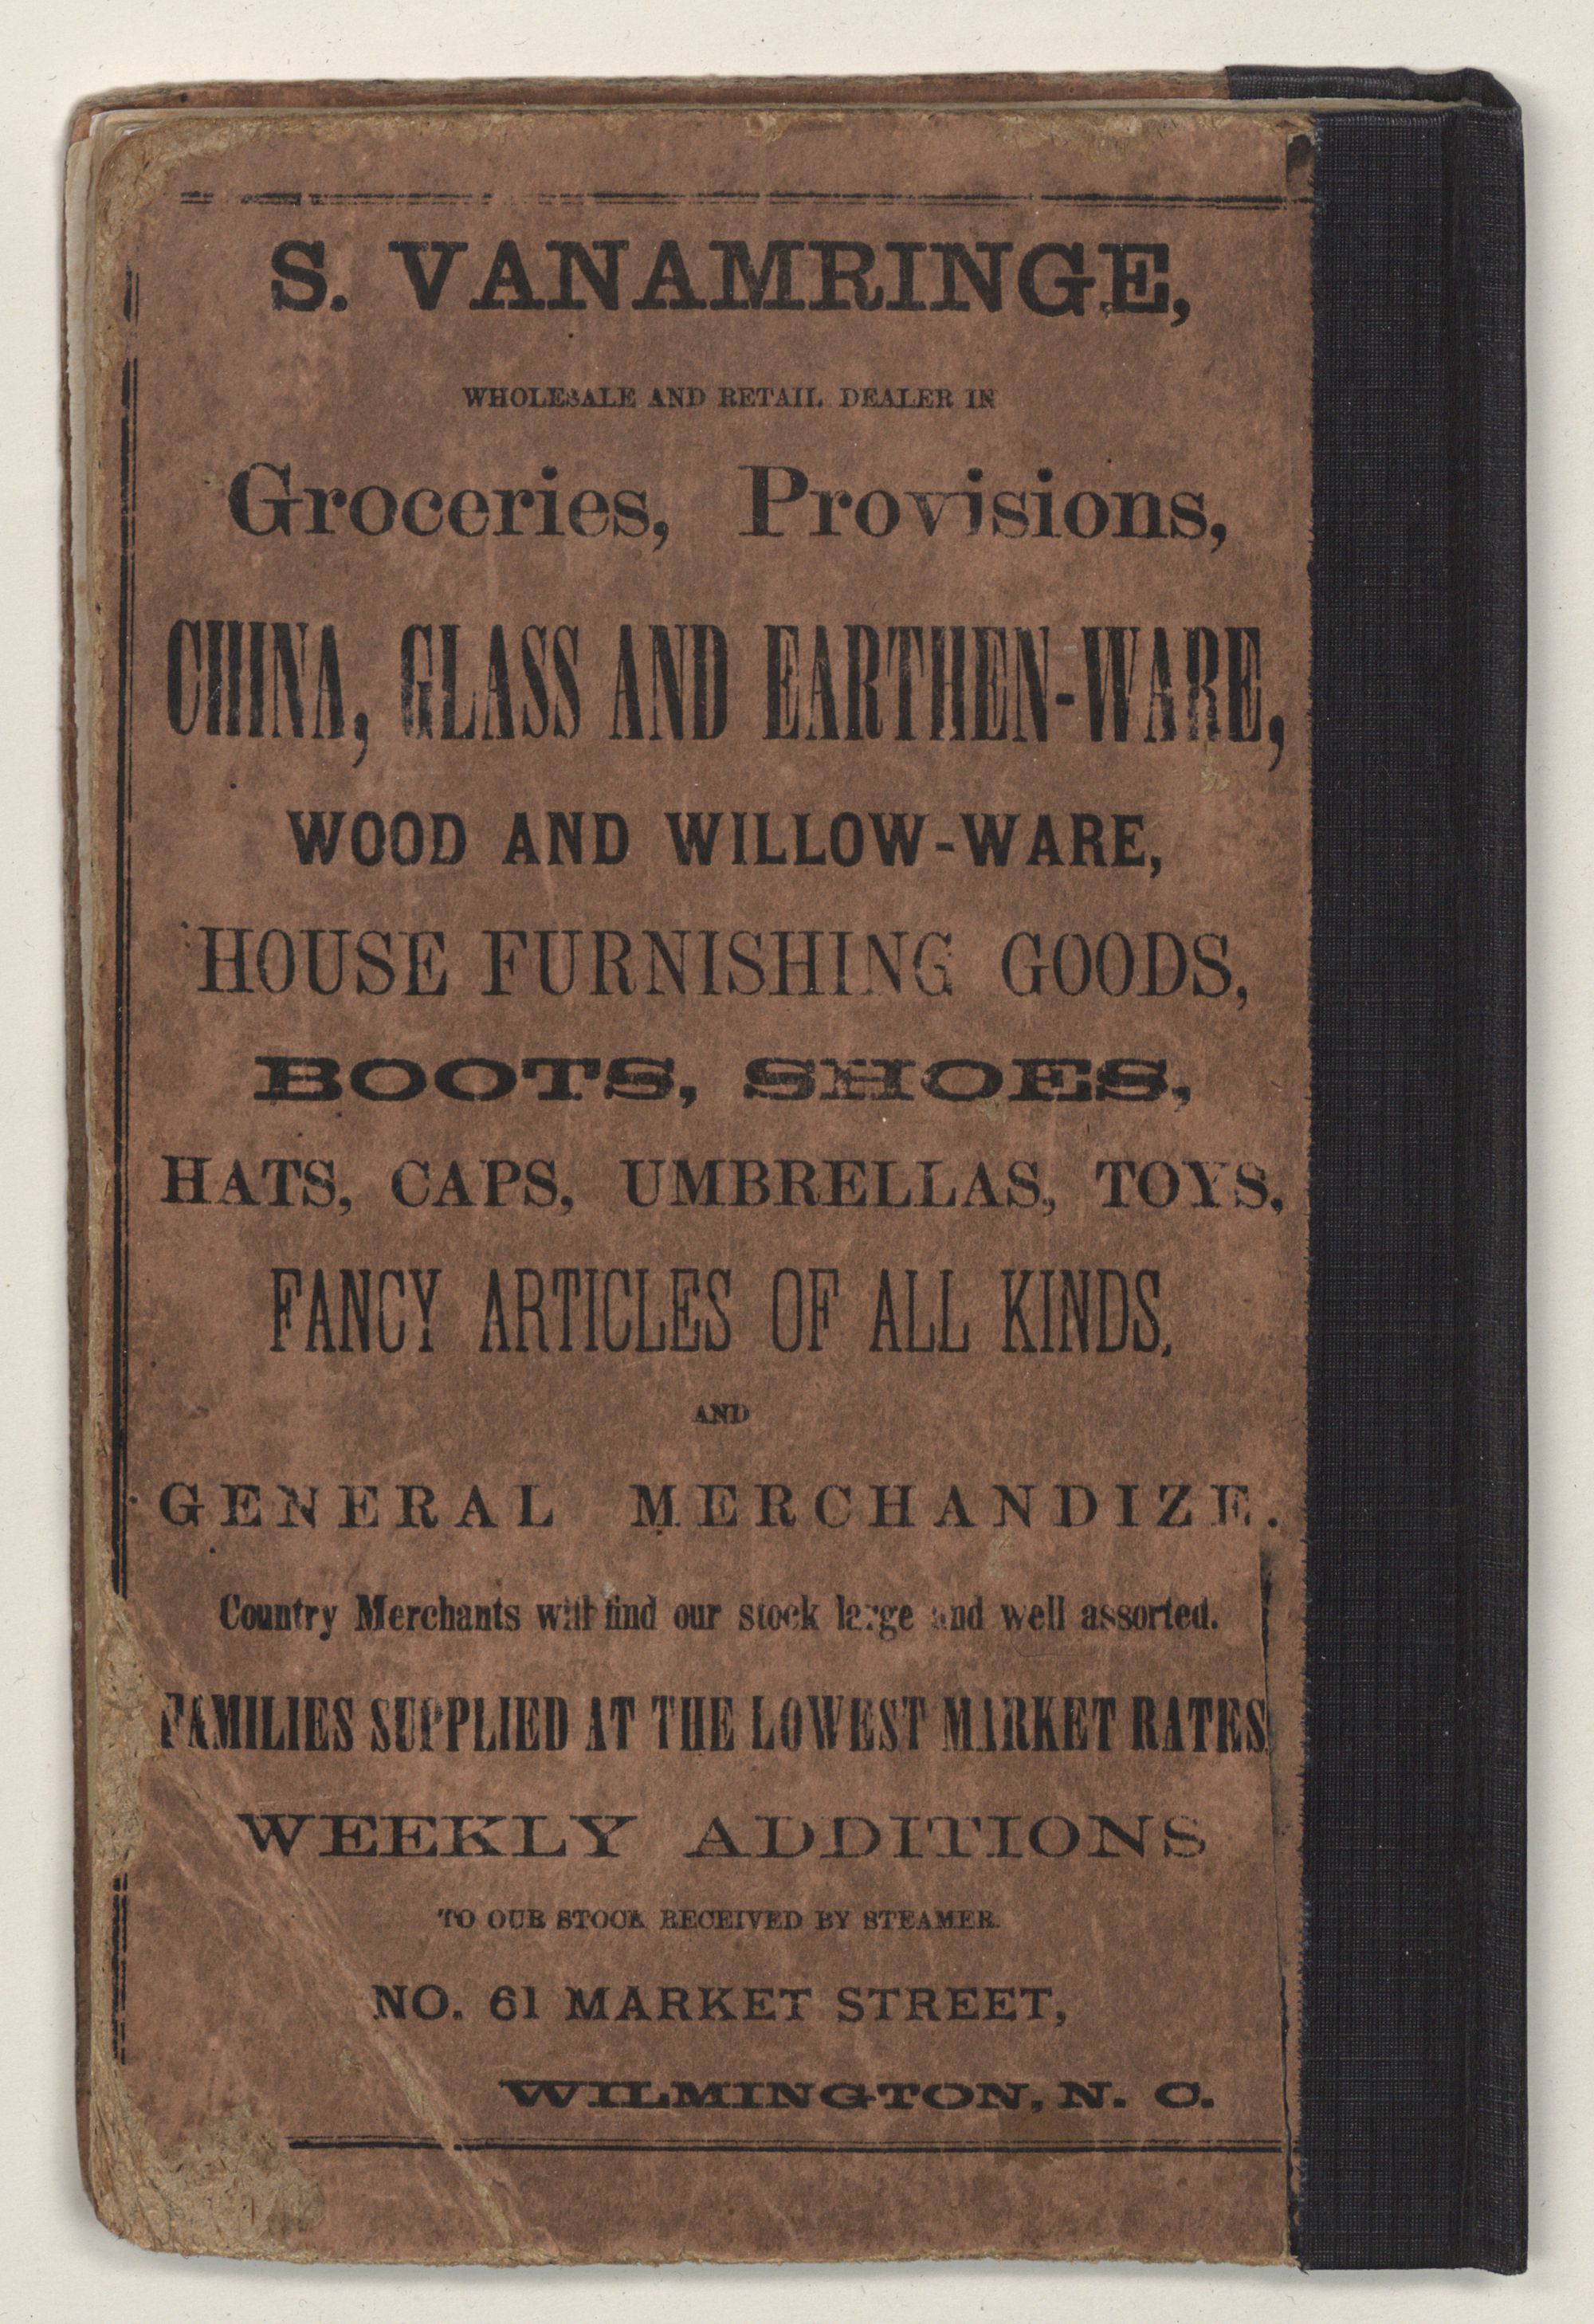 S. VANAMRINGE,
WHOLESALE AND RETAIL DEALER IN
Groceries, Provisions,
CHINA, GLASS AND EARTHEN-WARE,
WOOD AND WILLOW-WARE,
HOUSE FURNISHING GOODS,
BOOTS, SHOES,
HATS, CAPS, UMBRELLAS, TOYS,
FANCY ARTICLES OF ALL KINDS,
AND
GENERAL MERCHANDIZE.
Country Merchants will find our stock large and well assorted.
FAMILIES SUPPLIED AT THE LOWEST MARKET RATES
WEEKLY ADDITIONS
TO OUR STOCK RECEIVED BY STEAMER.
NO. 61 MARKET STREET,
WILMINGTON, N. C.